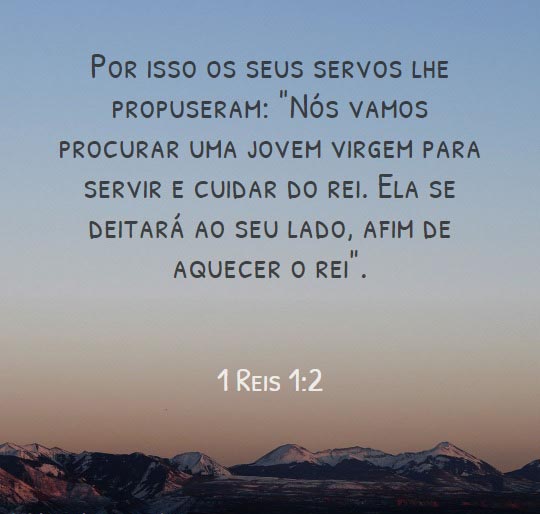 Por isso os seus servos lhe
propuseram: "Nós vamos
procurar uma jovem virgem para
servir e cuidar do rei. Ela se
deitará ao seu lado, afim de
aquecer o rei".
1 Reis 1:2